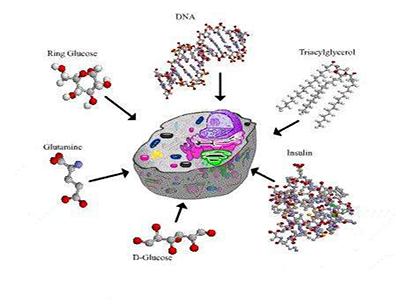 DNA
Ring Glucose
Triacylglycerol
Glutamine
Insulin
D-Glucose